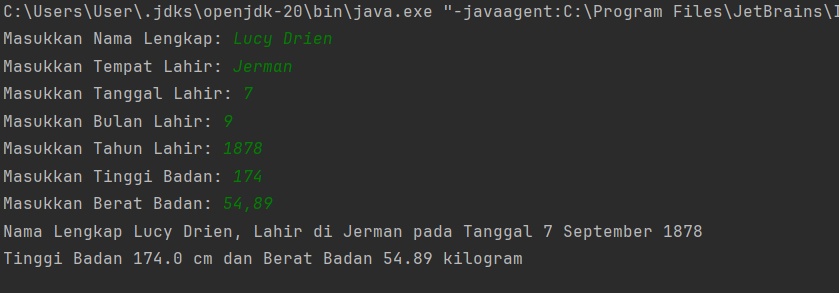 C:\Users\User\.jdks\openjdk-20\bin\java.exe "-javaagent:C:\Program Files\JetBrains\
Masukkan Nama Lengkap: Lucy Drien
Masukkan Tempat Lahir: Jerman
Masukkan Tanggal Lahir: 7
Masukkan Bulan Lahir: 9
Masukkan Tahun Lahir: 1878
Masukkan Tinggi Badan: 174
Masukkan Berat Badan: 54,89
Nama Lengkap Lucy Drien, Lahir di Jerman pada Tanggal 7 September 1878
Tinggi Badan 174.0 cm dan Berat Badan 54.89 kilogram